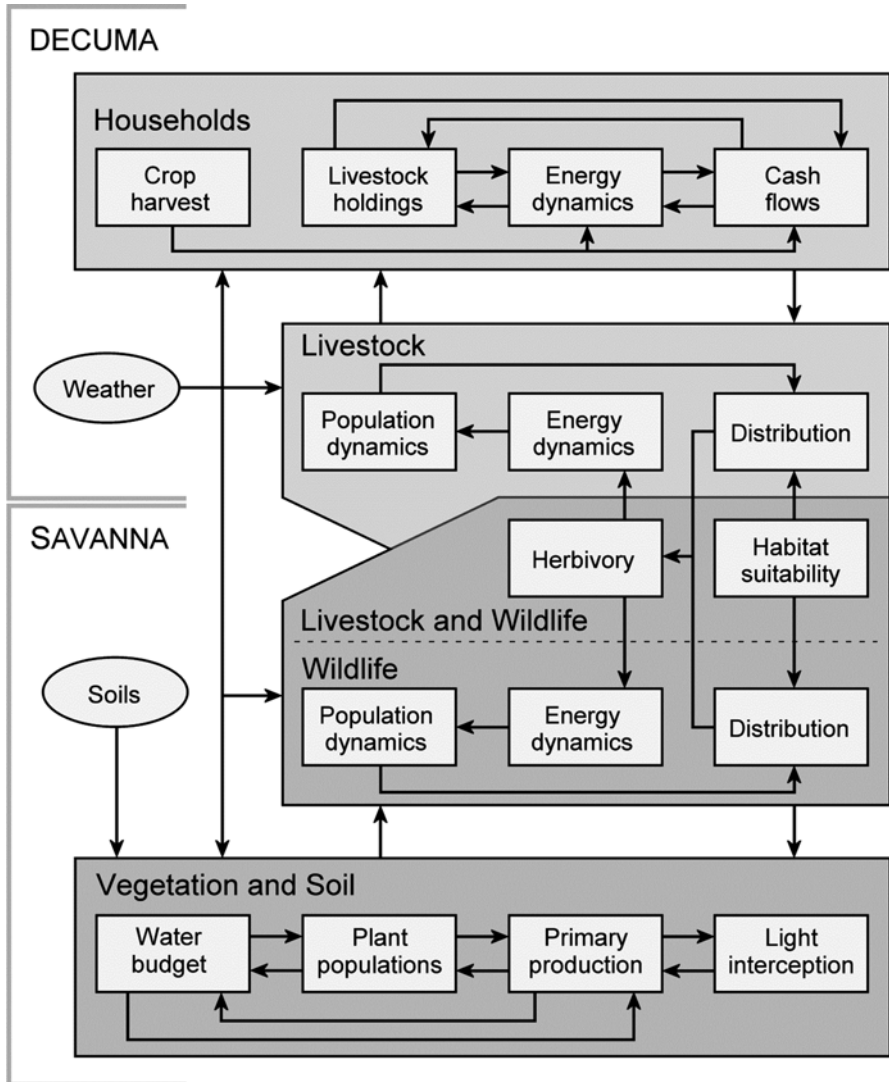 DECUMA
Households
Crop
harvest
Livestock
holdings
Energy
dynamics
Cash
flows
Weather
Livestock
Population
dynamics
Energy
dynamics
Distribution
SAVANNA
Herbivory
Habitat
suitability
Livestock and Wildlife
Wildlife
Soils
Population
dynamics
Energy
dynamics
Distribution
Vegetation and Soil
Water
budget
Plant
populations
Primary
production
Light
interception